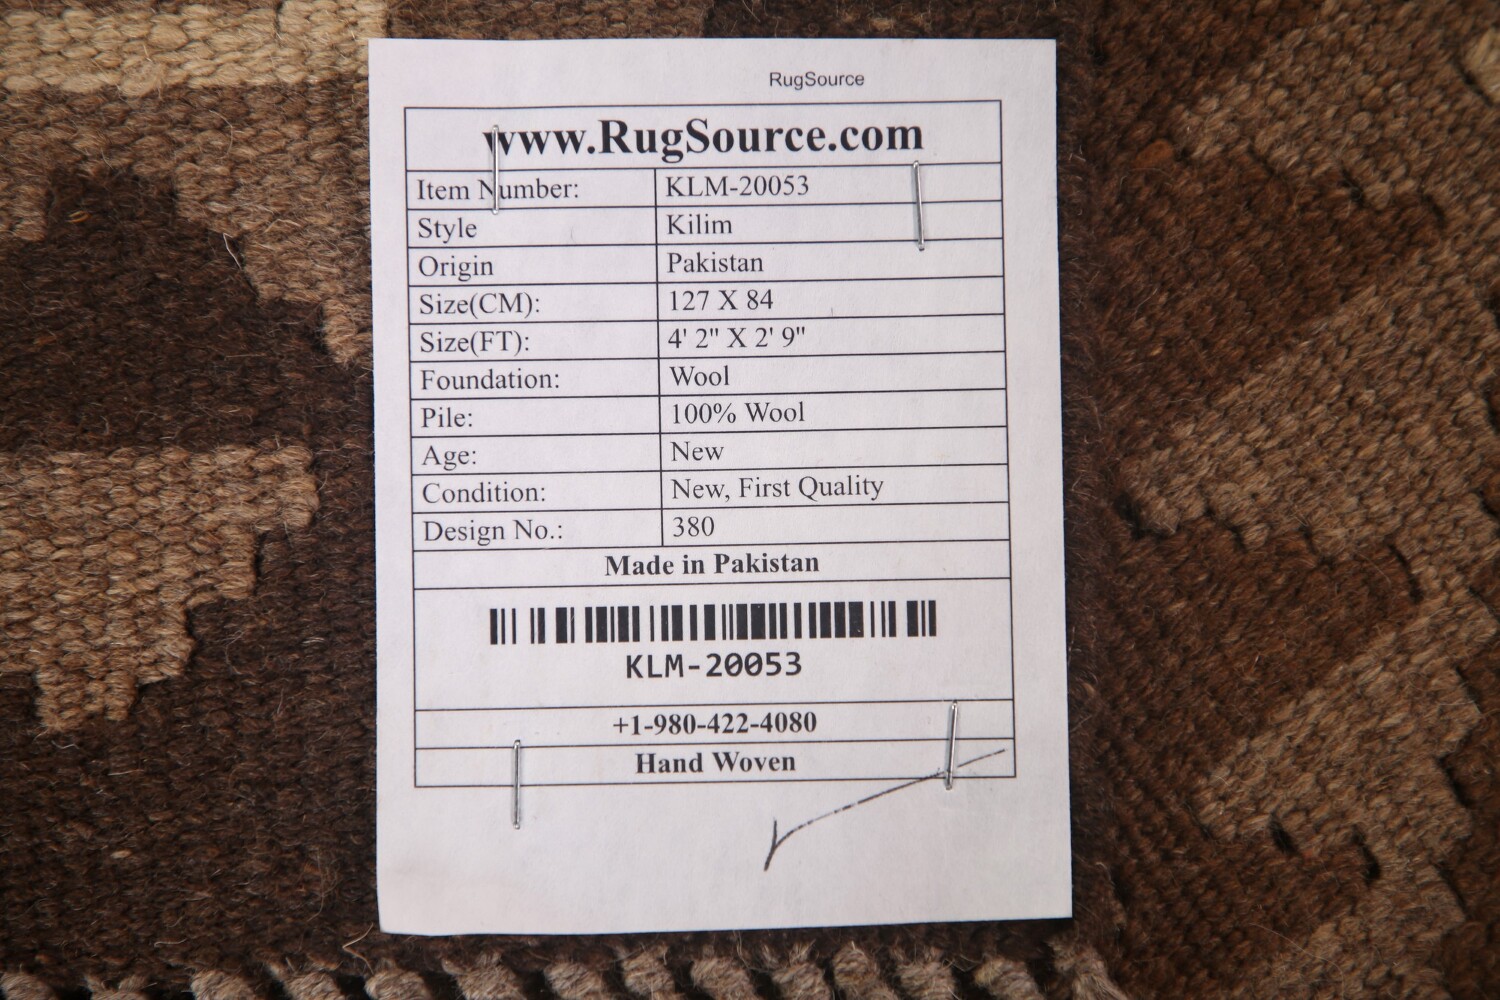 RugSource
www.RugSource.com
Item Number: KLM-20053
Style Kilim
Origin Pakistan
Size(CM): 127 X 84
Size(FT): 4' 2" X 2' 9"
Foundation: Wool
Pile: 100% Wool
Age: New
Condition: New, First Quality
Design No.: 380
Made in Pakistan
KLM-20053
+1-980-422-4080
Hand Woven